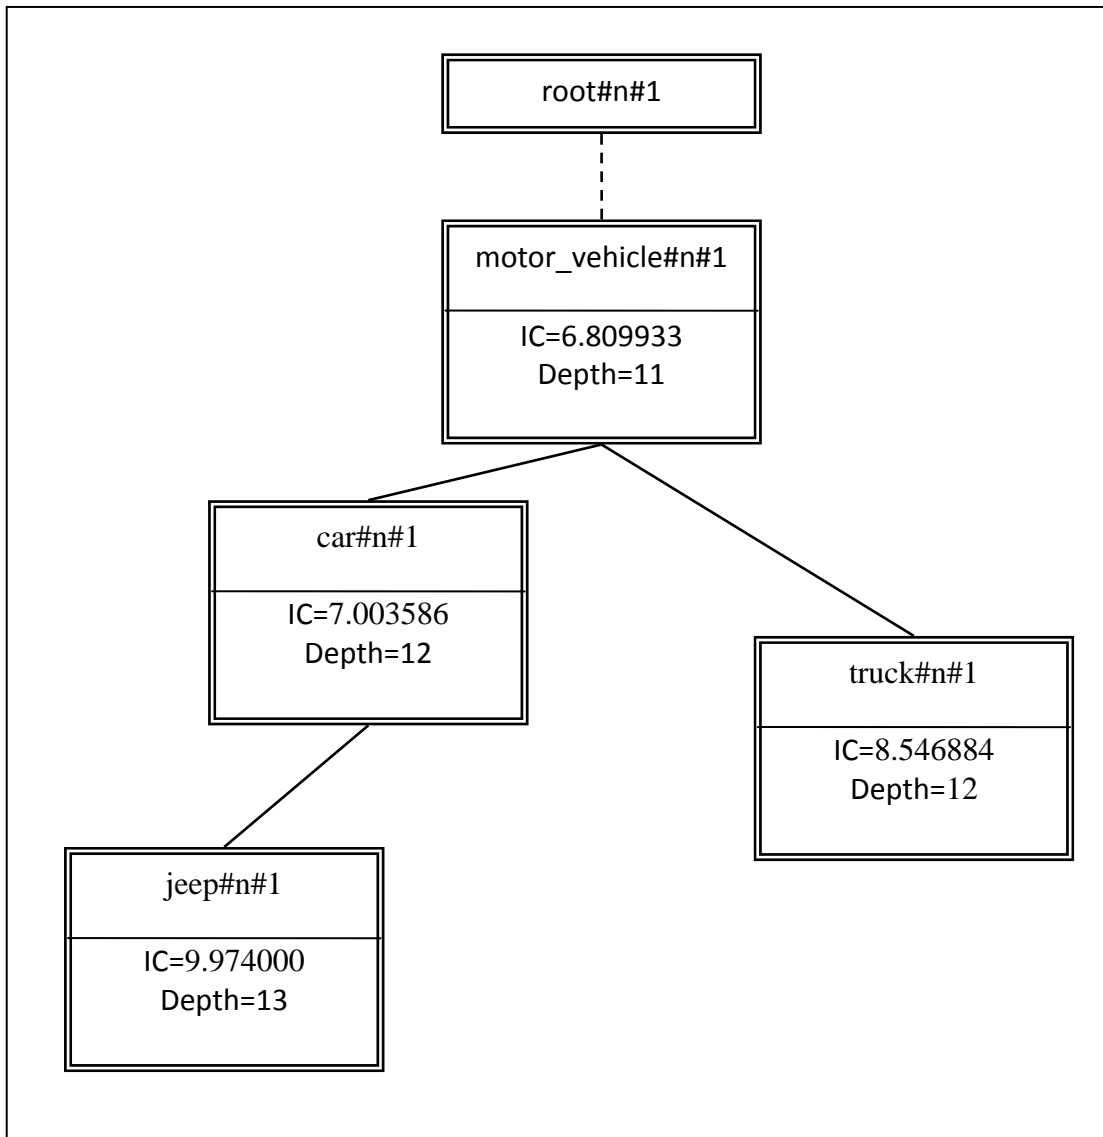 root#n#1
motor_vehicle#n#1
IC=6.809933
Depth=11
car#n#1
IC=7.003586
Depth=12
truck#n#1
IC=8.546884
Depth=12
jeep#n#1
IC=9.974000
Depth=13